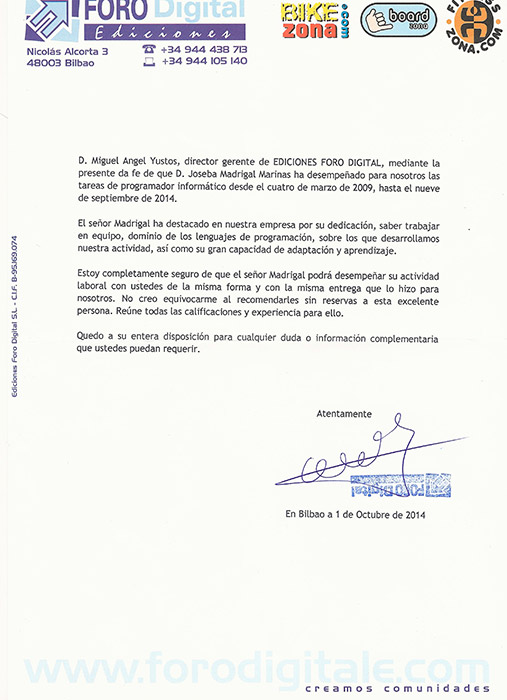 FORO Digital
Ediciones
Nicolás Alcorta 3
48003 Bilbao
+34 944 438 713
+34 944 105 140
BIKE
zona
.com
board
zona
ZONA.COM
D. Miguel Angel Yustos, director gerente de EDICIONES FORO DIGITAL, mediante la
presente da fe de que D. Joseba Madrigal Marinas ha desempeñado para nosotros las
tareas de programador informático desde el cuatro de marzo de 2009, hasta el nueve
de septiembre de 2014.
El señor Madrigal ha destacado en nuestra empresa por su dedicación, saber trabajar
en equipo, dominio de los lenguajes de programación, sobre los que desarrollamos
nuestra actividad, así como su gran capacidad de adaptación y aprendizaje.
Estoy completamente seguro de que el señor Madrigal podrá desempeñar su actividad
laboral con ustedes de la misma forma y con la misma entrega que lo hizo para
nosotros. No creo equivocarme al recomendarles sin reservas a esta excelente
persona. Reúne todas las calificaciones y experiencia para ello.
Quedo a su entera disposición para cualquier duda o información complementaria
que ustedes puedan requerir.
Ediciones Foro Digital S.L. - C.I.F. B-95169074
Atentamente
FORO Digital
En Bilbao a 1 de Octubre de 2014
www.forodigitale.com
creamos comunidades